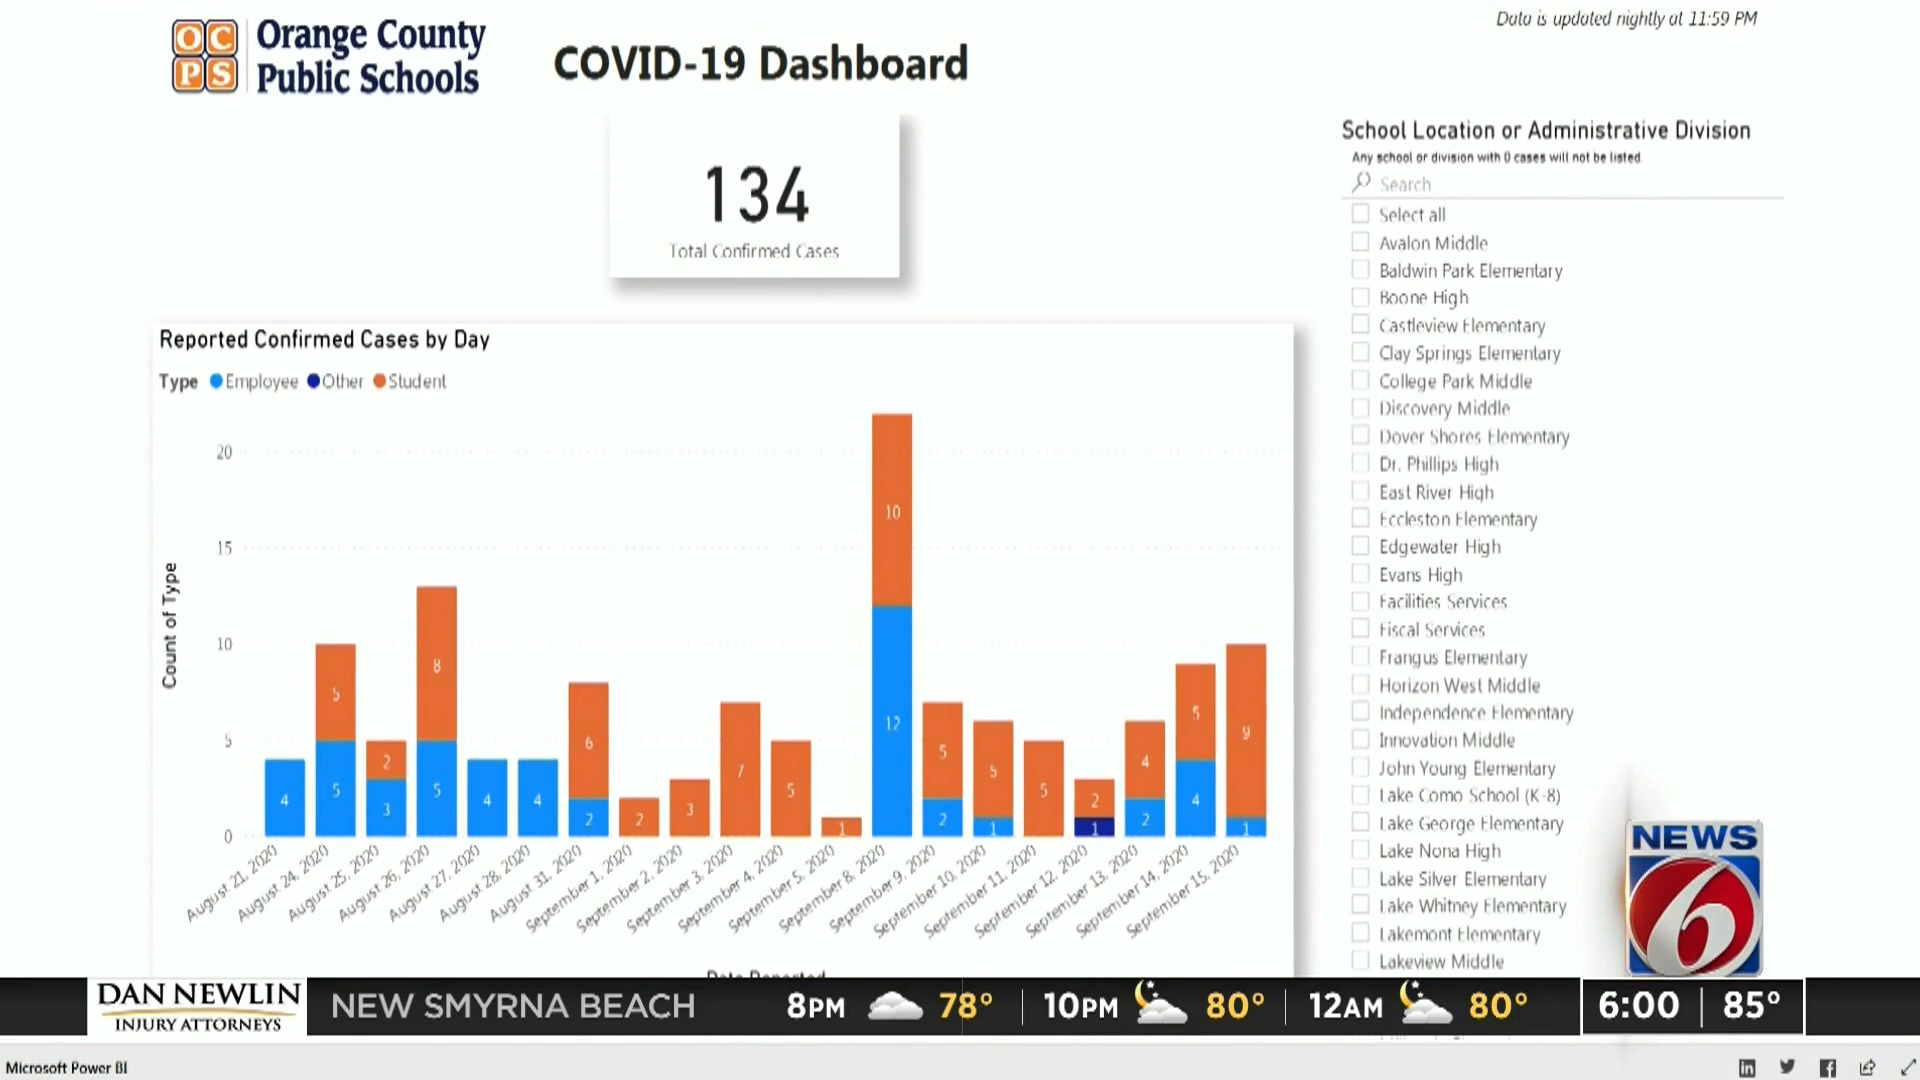 OC
PS
Orange County
Public Schools
COVID-19 Dashboard
Data is updated nightly at 11:59 PM
134
Total Confirmed Cases
School Location or Administrative Division
Any school or division with 0 cases will not be listed
Search
Select all
Avalon Middle
Baldwin Park Elementary
Boone High
Castleview Elementary
Clay Springs Elementary
College Park Middle
Discovery Middle
Dover Shores Elementary
Dr. Phillips High
East River High
Eccleston Elementary
Edgewater High
Evans High
Facilities Services
Fiscal Services
Frangus Elementary
Horizon West Middle
Independence Elementary
Innovation Middle
John Young Elementary
Lake Como School (K-8)
Lake George Elementary
Lake Nona High
Lake Silver Elementary
Lake Whitney Elementary
Lakemont Elementary
Lakeview Middle
Reported Confirmed Cases by Day
Type Employee Other Student
Count of Type
20
15
10
5
0
4
5
5
2
3
8
5
4
4
6
2
2
3
7
5
1
10
12
5
2
5
1
5
2
1
4
2
5
4
9
1
August 21, 2020
August 24, 2020
August 25, 2020
August 26, 2020
August 27, 2020
August 28, 2020
August 31, 2020
September 1, 2020
September 2, 2020
September 3, 2020
September 4, 2020
September 5, 2020
September 8, 2020
September 9, 2020
September 10, 2020
September 11, 2020
September 12, 2020
September 13, 2020
September 14, 2020
September 15, 2020
Date Reported
NEWS
6
DAN NEWLIN
INJURY ATTORNEYS
NEW SMYRNA BEACH
8PM 78° 10PM 80° 12AM 80°
6:00 85°
Microsoft Power BI